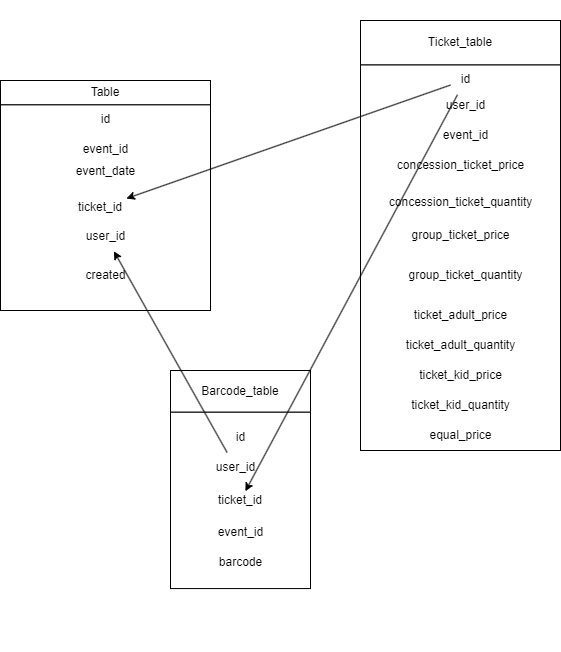 Table
id
event_id
event_date
ticket_id
user_id
created
Ticket_table
id
user_id
event_id
concession_ticket_price
concession_ticket_quantity
group_ticket_price
group_ticket_quantity
ticket_adult_price
ticket_adult_quantity
ticket_kid_price
ticket_kid_quantity
equal_price
Barcode_table
id
user_id
ticket_id
event_id
barcode